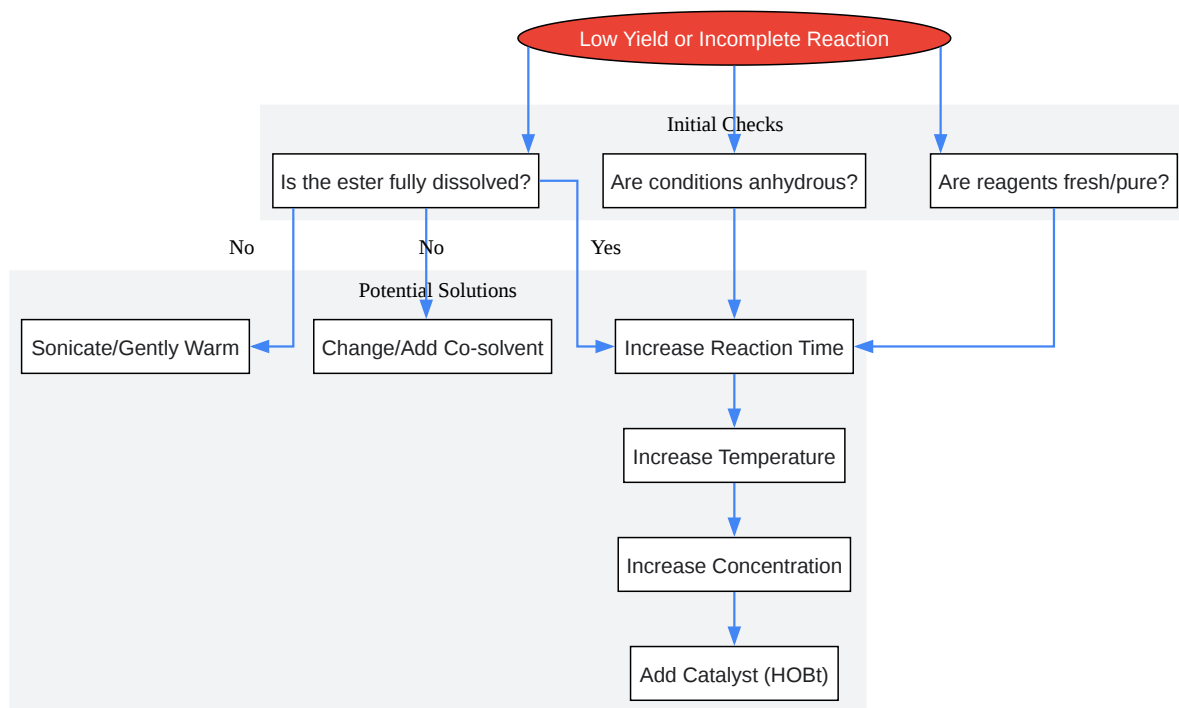 Low Yield or Incomplete Reaction
Initial Checks
Is the ester fully dissolved?
Are conditions anhydrous?
Are reagents fresh/pure?
No
No
Yes
Potential Solutions
Sonicate/Gently Warm
Change/Add Co-solvent
Increase Reaction Time
Increase Temperature
Increase Concentration
Add Catalyst (HOBt)